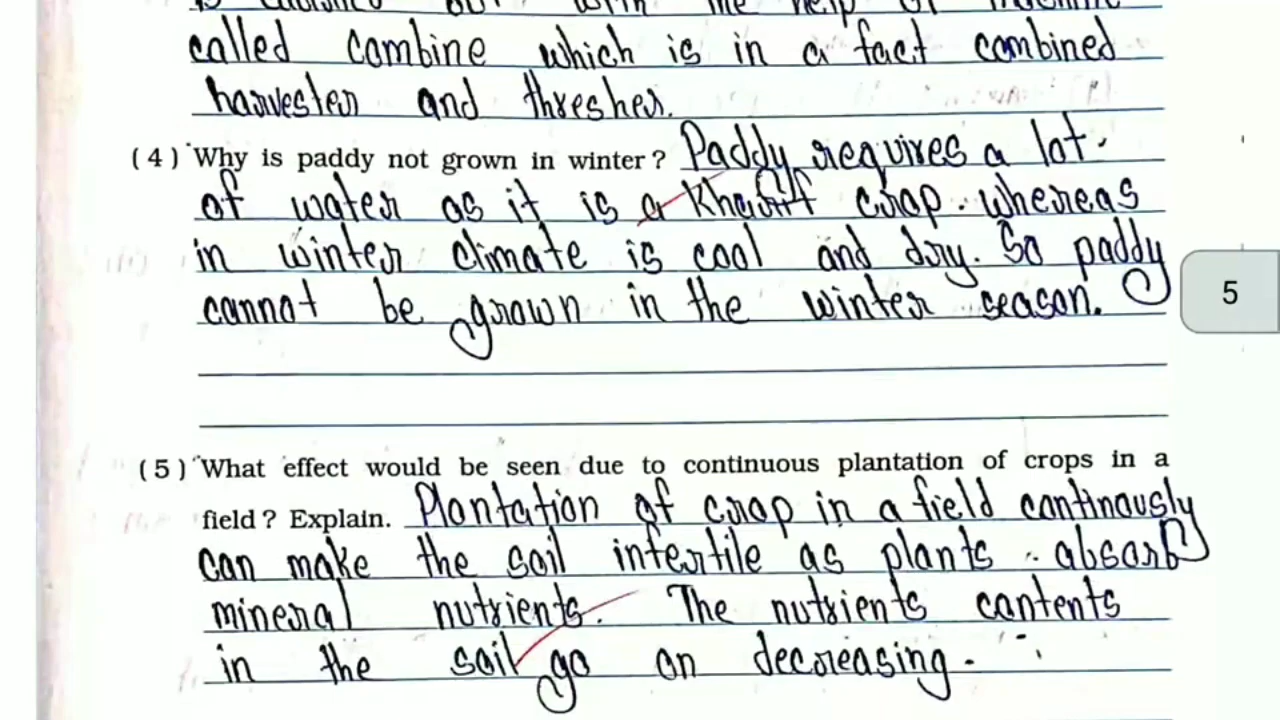 called combine which is in a fact combined
harvester and thresher.
(4) Why is paddy not grown in winter? Paddy requires a lot.
of water as it is a Kharif crop. whereas
in winter climate is cool and dry. So paddy
cannot be grown in the winter season.
5
(5) What effect would be seen due to continuous plantation of crops in a
field? Explain. Plantation of crop in a field continously
can make the soil infertile as plants absorb
mineral nutrients. The nutrients contents
in the soil go on decreasing.